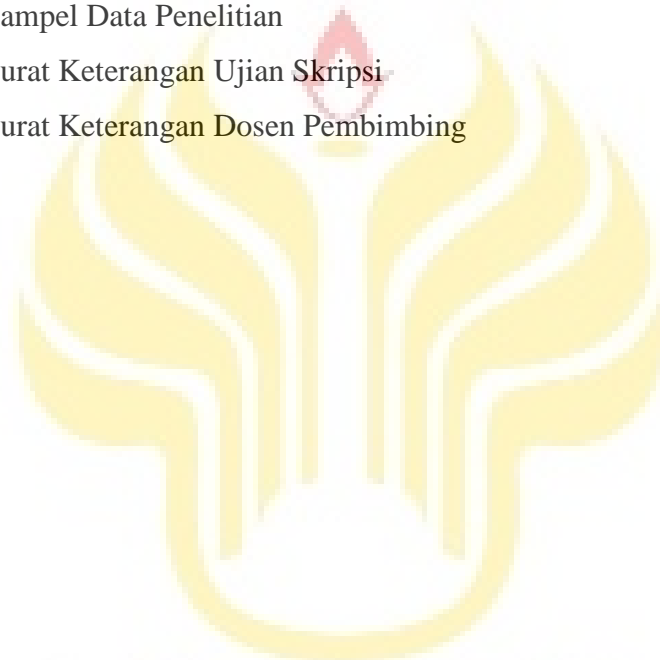 ampel Data Penelitian
urat Keterangan Ujian Skripsi
urat Keterangan Dosen Pembimbing